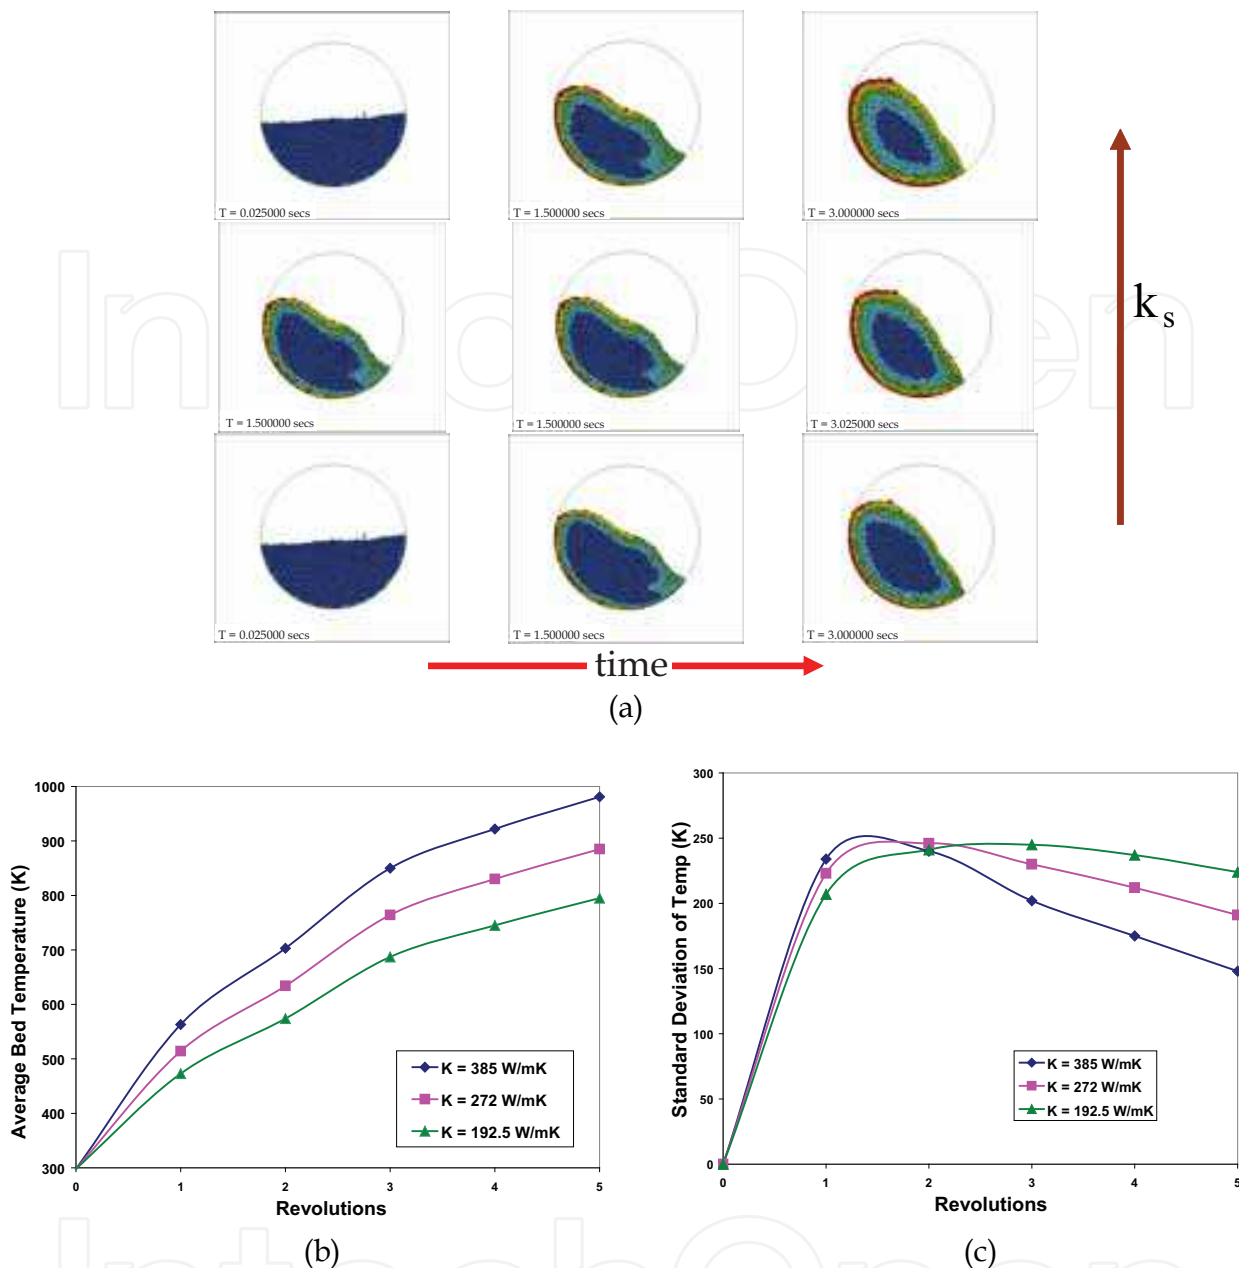 T = 0.025000 secs
T = 1.500000 secs
T = 3.000000 secs
T = 1.500000 secs
T = 1.500000 secs
T = 3.025000 secs
k s
T = 0.025000 secs
T = 1.500000 secs
T = 3.000000 secs
time
(a)
1000
900
800
700
600
500
400
300
0 1 2 3 4 5
Average Bed Temperature (K)
Revolutions
K = 385 W/mK
K = 272 W/mK
K = 192.5 W/mK
(b)
300
250
200
150
100
50
0
0 1 2 3 4 5
Standard Deviation of Temp (K)
Revolutions
K = 385 W/mK
K = 272 W/mK
K = 192.5 W/mK
(c)
IntechOpen
IntechOpen